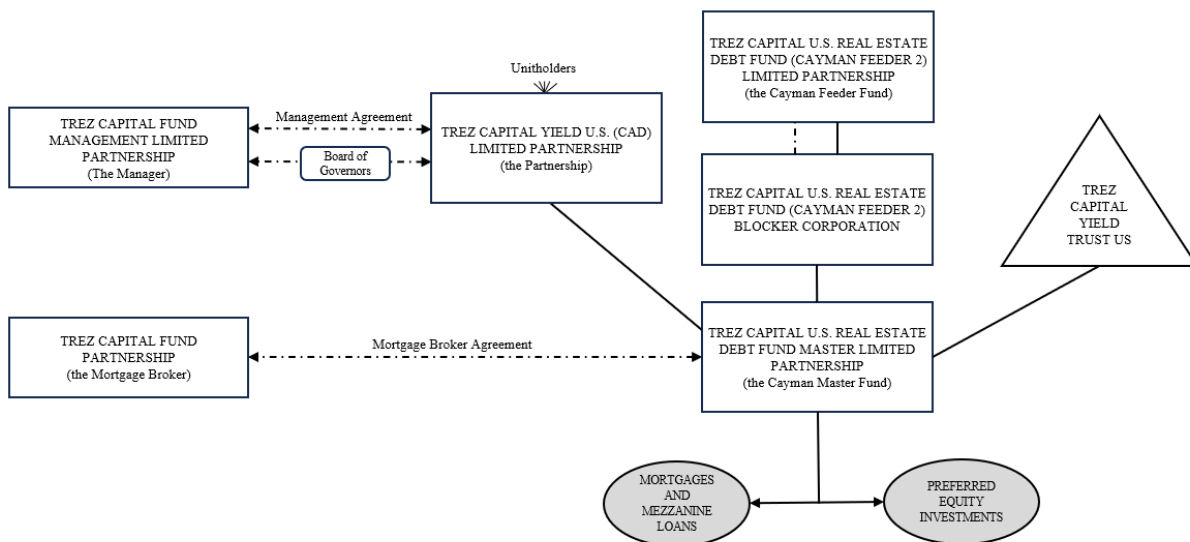 TREZ CAPITAL U.S. REAL ESTATE
DEBT FUND (CAYMAN FEEDER 2)
LIMITED PARTNERSHIP
(the Cayman Feeder Fund)
Unitholders
TREZ CAPITAL FUND
MANAGEMENT LIMITED
PARTNERSHIP
(The Manager)
Management Agreement
Board of
Governors
TREZ CAPITAL YIELD U.S. (CAD)
LIMITED PARTNERSHIP
(the Partnership)
TREZ CAPITAL U.S. REAL ESTATE
DEBT FUND (CAYMAN FEEDER 2)
BLOCKER CORPORATION
TREZ
CAPITAL
YIELD
TRUST US
TREZ CAPITAL FUND
PARTNERSHIP
(the Mortgage Broker)
Mortgage Broker Agreement
TREZ CAPITAL U.S. REAL ESTATE
DEBT FUND MASTER LIMITED
PARTNERSHIP
(the Cayman Master Fund)
MORTGAGES
AND
MEZZANINE
LOANS
PREFERRED
EQUITY
INVESTMENTS